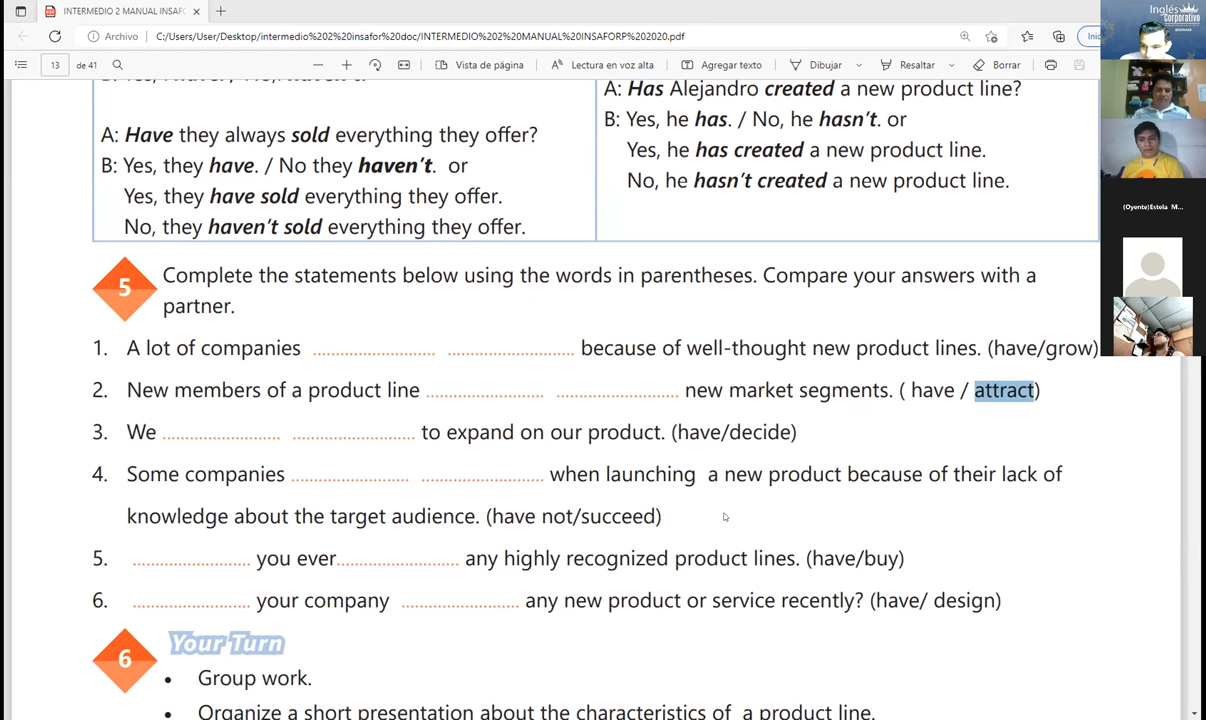 INTERMEDIO 2 MANUAL INSAFO
Archivo C:/Users/User/Desktop/intermedio%202%20insafor%20doc/INTERMEDIO%202%20MANUAL%20INSAFORP%202020.pdf
13 de 41 Vista de página Lectura en voz alta Agregar texto Dibujar Resaltar Borrar
Inglés
Corporativo
(Oyente)Estela M...
A: Have they always sold everything they offer?
B: Yes, they have. / No they haven't. or
Yes, they have sold everything they offer.
No, they haven't sold everything they offer.
A: Has Alejandro created a new product line?
B: Yes, he has. / No, he hasn't. or
Yes, he has created a new product line.
No, he hasn't created a new product line.
5 Complete the statements below using the words in parentheses. Compare your answers with a
partner.
1. A lot of companies ........................ ........................ because of well-thought new product lines. (have/grow)
2. New members of a product line ........................ ........................ new market segments. ( have / attract)
3. We ........................ ........................ to expand on our product. (have/decide)
4. Some companies ........................ ........................ when launching a new product because of their lack of
knowledge about the target audience. (have not/succeed)
5. ........................ you ever........................ any highly recognized product lines. (have/buy)
6. ........................ your company ........................ any new product or service recently? (have/ design)
6 Your Turn
• Group work.
• Organize a short presentation about the characteristics of a product line.